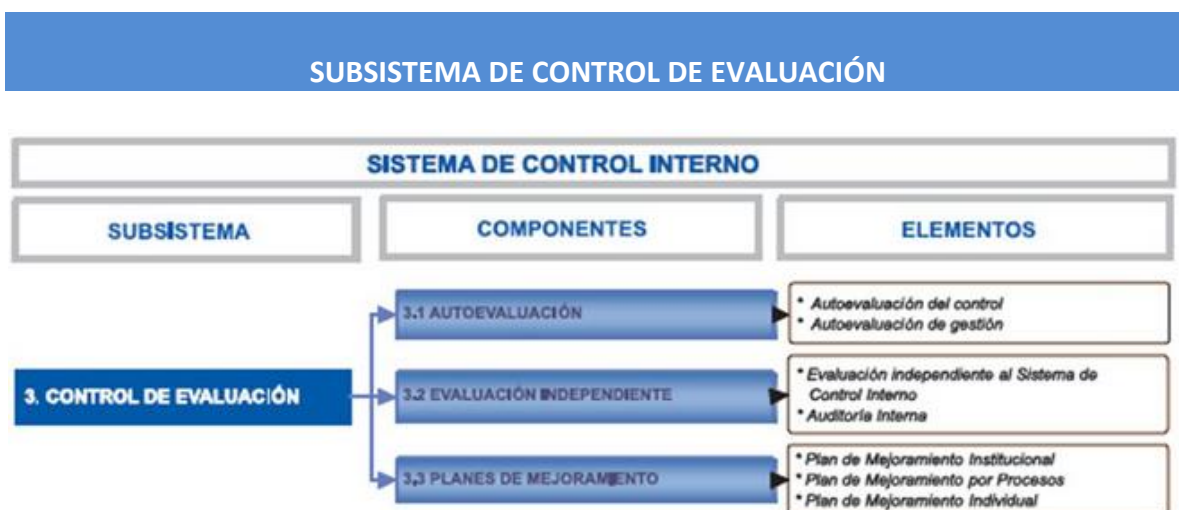 SUBSISTEMA DE CONTROL DE EVALUACIÓN
SISTEMA DE CONTROL INTERNO
SUBSISTEMA
COMPONENTES
ELEMENTOS
3. CONTROL DE EVALUACIÓN
3.1 AUTOEVALUACIÓN
* Autoevaluación del control
* Autoevaluación de gestión
3.2 EVALUACIÓN INDEPENDIENTE
* Evaluación independiente al Sistema de
Control Interno
* Auditoría Interna
3.3 PLANES DE MEJORAMIENTO
* Plan de Mejoramiento Institucional
* Plan de Mejoramiento por Procesos
* Plan de Mejoramiento Individual